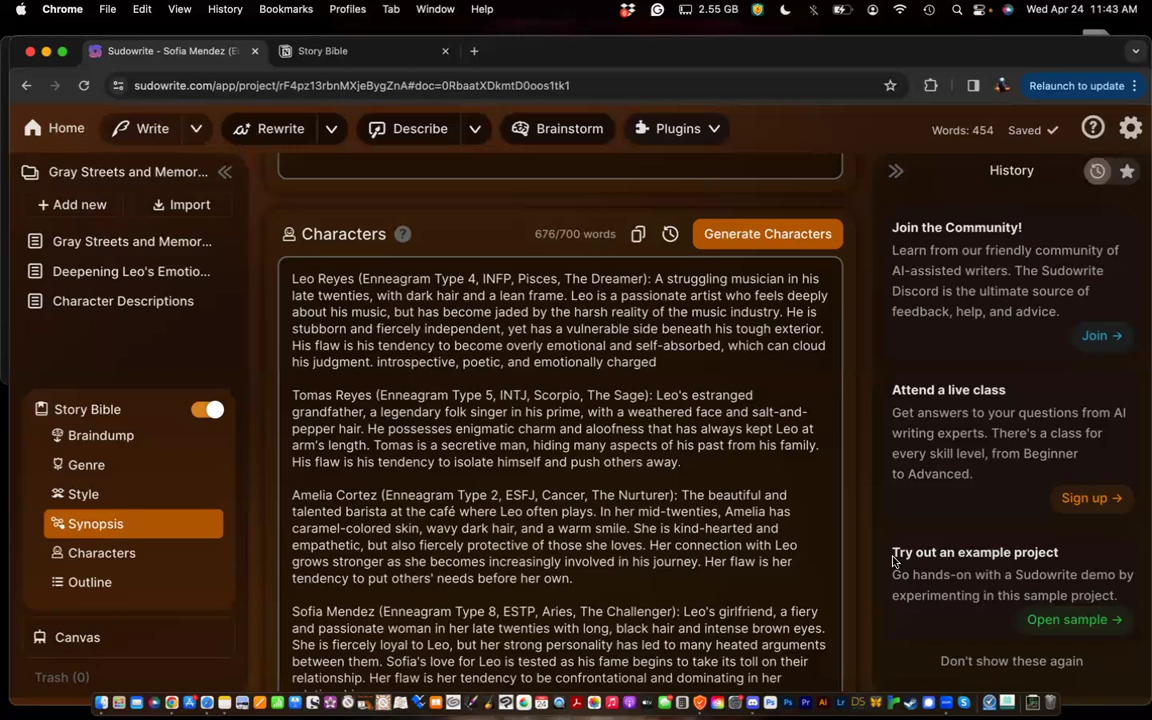 Chrome File Edit View History Bookmarks Profiles Tab Window Help 2.55 GB Wed Apr 24 11:43 AM
Sudowrite - Sofia Mendez (E
Story Bible
sudowrite.com/app/project/rF4pz13rbnMXjeBygZnA#doc=0RbaatXDkmtD0oos1tk1
Relaunch to update
Home Write Rewrite Describe Brainstorm Plugins Words: 454 Saved
Gray Streets and Memor...
+ Add new Import
Gray Streets and Memor...
Deepening Leo's Emotio...
Character Descriptions
Story Bible
Braindump
Genre
Style
Synopsis
Characters
Outline
Canvas
Trash (0)
Characters ? 676/700 words Generate Characters
Leo Reyes (Enneagram Type 4, INFP, Pisces, The Dreamer): A struggling musician in his
late twenties, with dark hair and a lean frame. Leo is a passionate artist who feels deeply
about his music, but has become jaded by the harsh reality of the music industry. He is
stubborn and fiercely independent, yet has a vulnerable side beneath his tough exterior.
His flaw is his tendency to become overly emotional and self-absorbed, which can cloud
his judgment. introspective, poetic, and emotionally charged
Tomas Reyes (Enneagram Type 5, INTJ, Scorpio, The Sage): Leo's estranged
grandfather, a legendary folk singer in his prime, with a weathered face and salt-and-
pepper hair. He possesses enigmatic charm and aloofness that has always kept Leo at
arm's length. Tomas is a secretive man, hiding many aspects of his past from his family.
His flaw is his tendency to isolate himself and push others away.
Amelia Cortez (Enneagram Type 2, ESFJ, Cancer, The Nurturer): The beautiful and
talented barista at the café where Leo often plays. In her mid-twenties, Amelia has
caramel-colored skin, wavy dark hair, and a warm smile. She is kind-hearted and
empathetic, but also fiercely protective of those she loves. Her connection with Leo
grows stronger as she becomes increasingly involved in his journey. Her flaw is her
tendency to put others' needs before her own.
Sofia Mendez (Enneagram Type 8, ESTP, Aries, The Challenger): Leo's girlfriend, a fiery
and passionate woman in her late twenties with long, black hair and intense brown eyes.
She is fiercely loyal to Leo, but her strong personality has led to many heated arguments
between them. Sofia's love for Leo is tested as his fame begins to take its toll on their
relationship. Her flaw is her tendency to be confrontational and dominating in her
History
Join the Community!
Learn from our friendly community of
AI-assisted writers. The Sudowrite
Discord is the ultimate source of
feedback, help, and advice.
Join →
Attend a live class
Get answers to your questions from AI
writing experts. There's a class for
every skill level, from Beginner
to Advanced.
Sign up →
Try out an example project
Go hands-on with a Sudowrite demo by
experimenting in this sample project.
Open sample →
Don't show these again